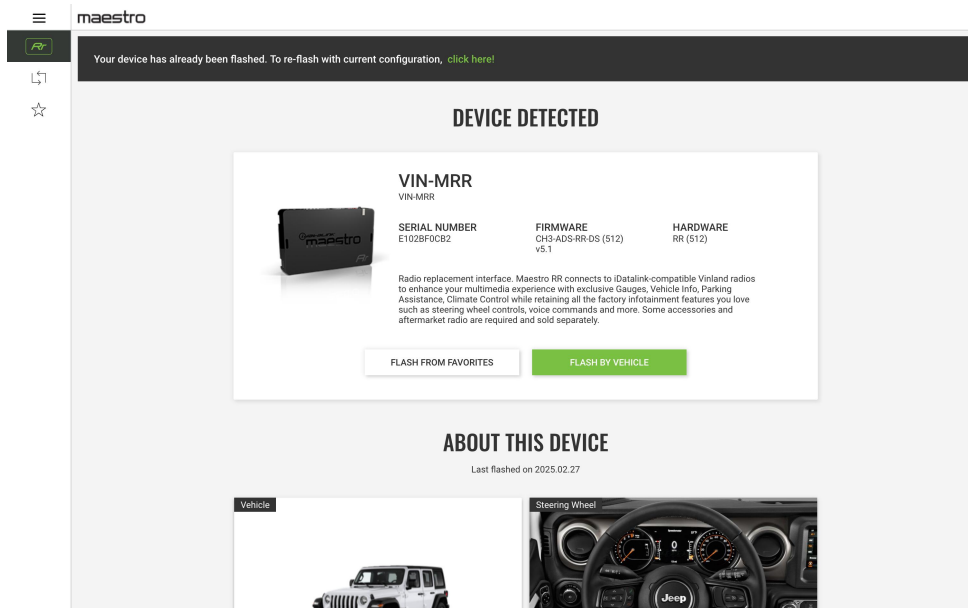 maestro
Rr
Your device has already been flashed. To re-flash with current configuration, click here!
DEVICE DETECTED
VIN-MRR
VIN-MRR
SERIAL NUMBER
E102BF0CB2
FIRMWARE
CH3-ADS-RR-DS (512)
v5.1
HARDWARE
RR (512)
maestro
Radio replacement interface. Maestro RR connects to iDatalink-compatible Vinland radios
to enhance your multimedia experience with exclusive Gauges, Vehicle Info, Parking
Assistance, Climate Control while retaining all the factory infotainment features you love
such as steering wheel controls, voice commands and more. Some accessories and
aftermarket radio are required and sold separately.
FLASH FROM FAVORITES
FLASH BY VEHICLE
ABOUT THIS DEVICE
Last flashed on 2025.02.27
Vehicle
Steering Wheel
Jeep